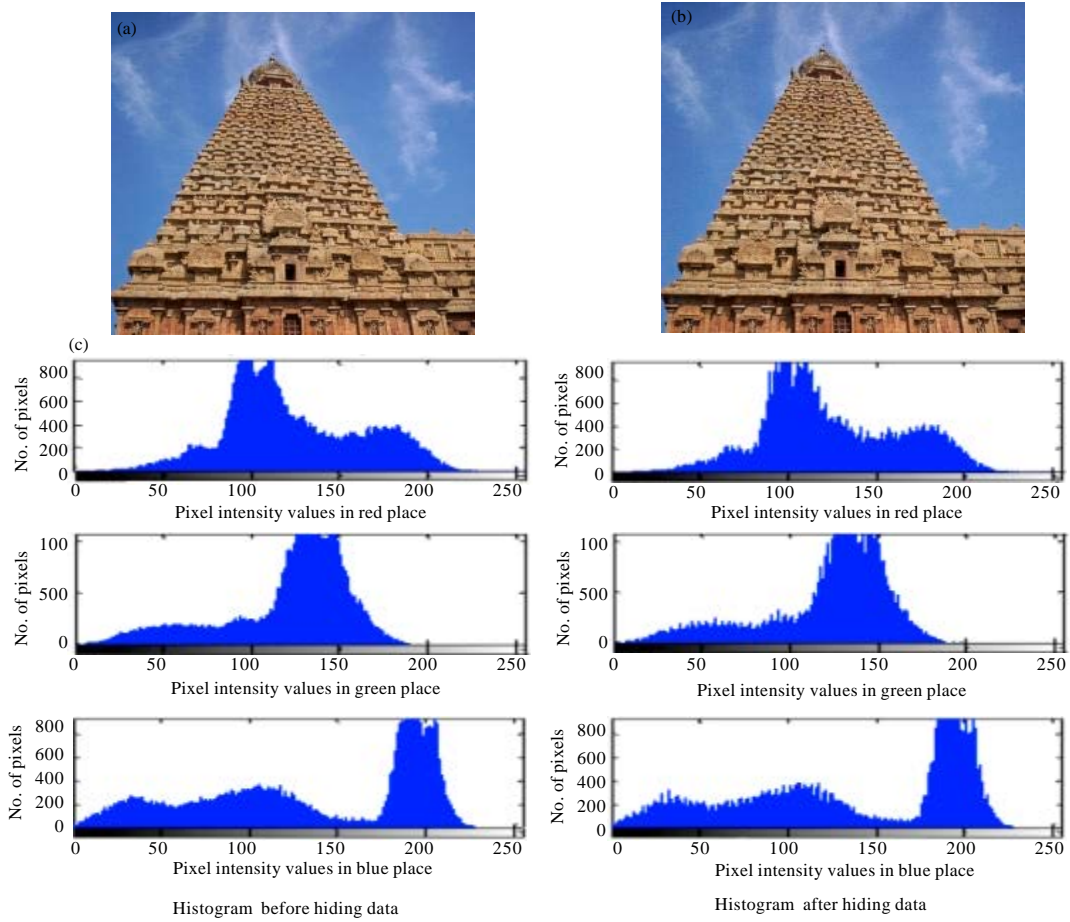 (a)
(b)
(c)
No. of pixels
800
600
400
200
0
0 50 100 150 200 250
Pixel intensity values in red place
No. of pixels
800
600
400
200
0
0 50 100 150 200 250
Pixel intensity values in red place
No. of pixels
100
500
0
0 50 100 150 200 250
Pixel intensity values in green place
No. of pixels
100
500
0
0 50 100 150 200 250
Pixel intensity values in green place
No. of pixels
800
600
400
200
0
0 50 100 150 200 250
Pixel intensity values in blue place
No. of pixels
800
600
400
200
0
0 50 100 150 200 250
Pixel intensity values in blue place
Histogram before hiding data
Histogram after hiding data